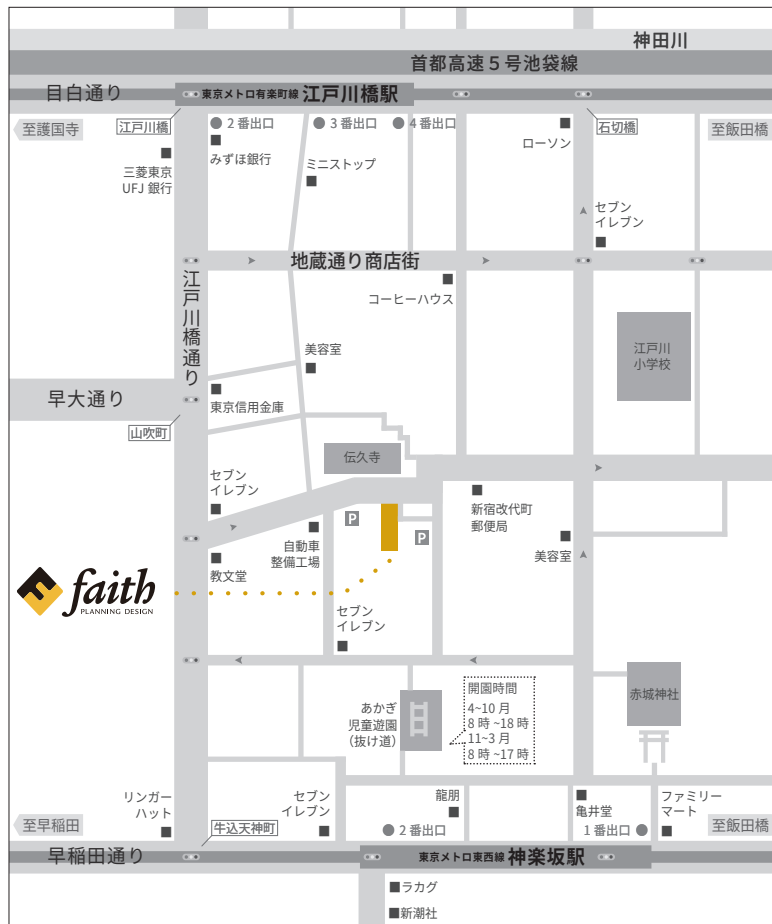 神田川
首都高速５号池袋線
目白通り
東京メトロ有楽町線 江戸川橋駅
至護国寺
江戸川橋
２番出口
３番出口
４番出口
石切橋
至飯田橋
みずほ銀行
ミニストップ
ローソン
三菱東京
UFJ 銀行
セブン
イレブン
地蔵通り商店街
江戸川橋通り
コーヒーハウス
美容室
江戸川
小学校
早大通り
東京信用金庫
山吹町
伝久寺
セブン
イレブン
新宿改代町
郵便局
P
P
自動車
整備工場
美容室
教文堂
faith
PLANNING DESIGN
セブン
イレブン
開園時間
4~10 月
8 時 ~18 時
11~3 月
8 時 ~17 時
あかぎ
児童遊園
（抜け道）
赤城神社
リンガー
ハット
セブン
イレブン
龍朋
亀井堂
ファミリー
マート
至早稲田
牛込天神町
２番出口
１番出口
至飯田橋
早稲田通り
東京メトロ東西線 神楽坂駅
ラカグ
新潮社